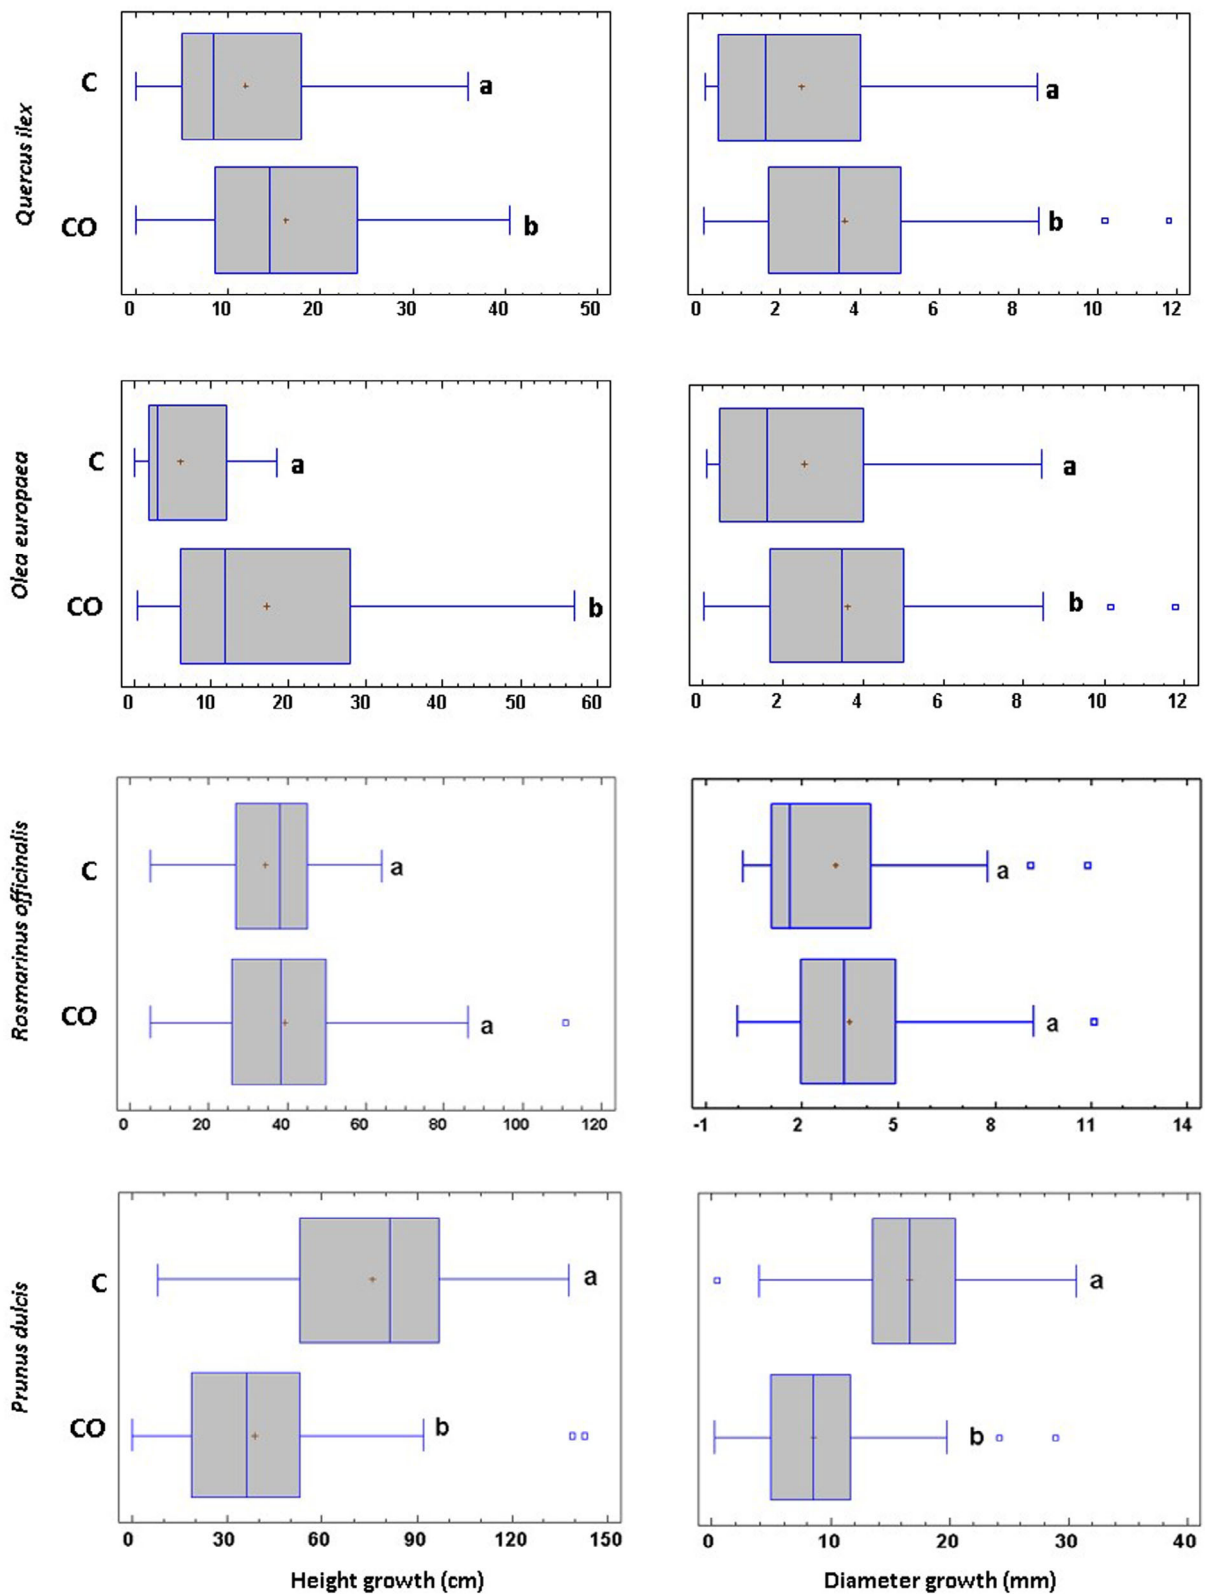 Quercus ilex
C
a
a
CO
b
b
0 10 20 30 40 50
0 2 4 6 8 10 12
Olea europaea
C
a
a
CO
b
b
0 10 20 30 40 50 60
0 2 4 6 8 10 12
Rosmarinus officinalis
C
a
a
CO
a
a
0 20 40 60 80 100 120
-1 2 5 8 11 14
Prunus dulcis
C
a
a
CO
b
b
0 30 60 90 120 150
0 10 20 30 40
Height growth (cm)
Diameter growth (mm)